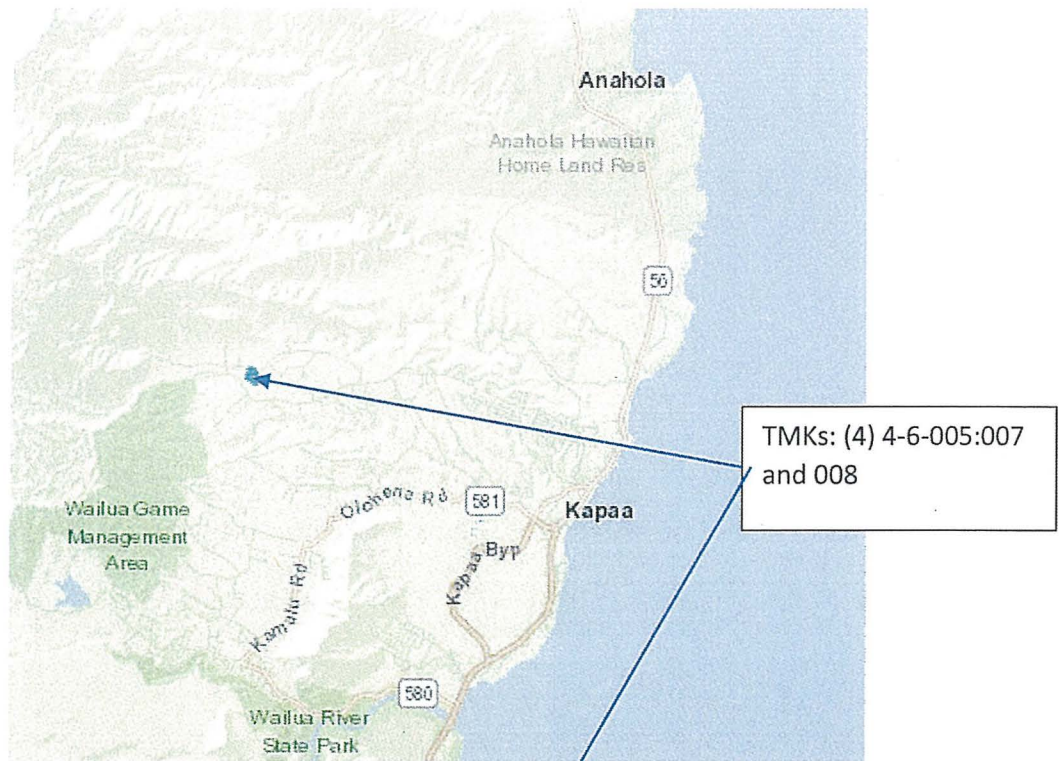 Anahola
Anahola Hawaiian
Home Land Res
56
TMKs: (4) 4-6-005:007
and 008
Wailua Game
Management
Area
Olohena Rd
581
Kapaa
Kapaa Byp
Kamalu Rd
580
Wailua River
State Park